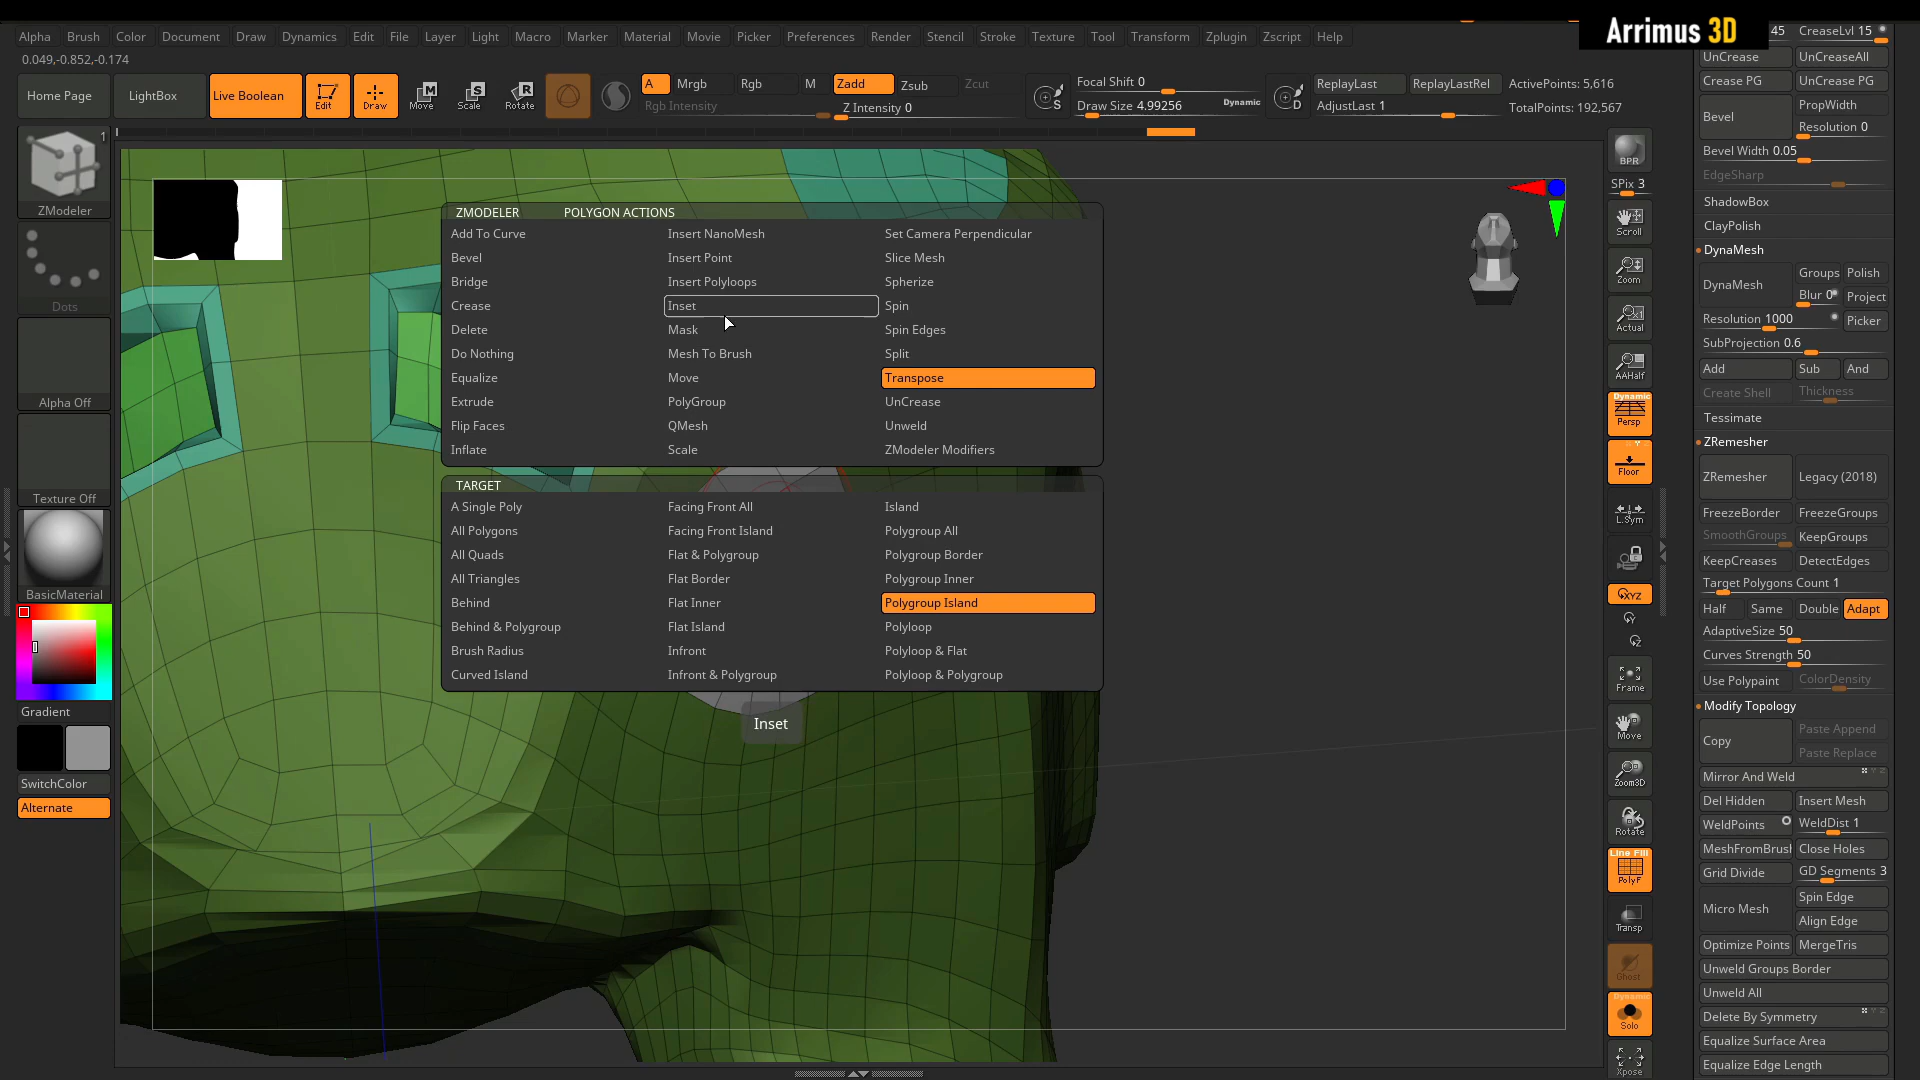 Arrimus 3D
Alpha Brush Color Document Draw Dynamics Edit File Layer Light Macro Marker Material Movie Picker Preferences Render Stencil Stroke Texture Tool Transform Zplugin Zscript Help
0.049,-0.852,-0.174
Home Page
LightBox
Live Boolean
Edit
Draw
Move
Scale
Rotate
A Mrgb Rgb M
Rgb Intensity
Zadd Zsub Zcut
Z Intensity 0
Focal Shift 0
Draw Size 4.99256 Dynamic
ReplayLast ReplayLastRel
AdjustLast 1
ActivePoints: 5,616
TotalPoints: 192,567
1
ZModeler
Dots
Alpha Off
Texture Off
BasicMaterial
Gradient
SwitchColor
Alternate
ZMODELER POLYGON ACTIONS
Add To Curve Insert NanoMesh Set Camera Perpendicular
Bevel Insert Point Slice Mesh
Bridge Insert Polyloops Spherize
Crease Inset Spin
Delete Mask Spin Edges
Do Nothing Mesh To Brush Split
Equalize Move Transpose
Extrude PolyGroup UnCrease
Flip Faces QMesh Unweld
Inflate Scale ZModeler Modifiers
TARGET
A Single Poly Facing Front All Island
All Polygons Facing Front Island Polygroup All
All Quads Flat & Polygroup Polygroup Border
All Triangles Flat Border Polygroup Inner
Behind Flat Inner Polygroup Island
Behind & Polygroup Flat Island Polyloop
Brush Radius Infront Polyloop & Flat
Curved Island Infront & Polygroup Polyloop & Polygroup
Inset
BPR
SPix 3
Scroll
Zoom
Actual
AAHalf
Dynamic
Persp
Floor
L.Sym
XYZ
Y
Z
Frame
Move
Zoom3D
Rotate
Line Fill
PolyF
Transp
Ghost
Dynamic
Solo
Xpose
45 CreaseLvl 15
UnCrease UnCreaseAll
Crease PG UnCrease PG
Bevel PropWidth
Resolution 0
Bevel Width 0.05
EdgeSharp
ShadowBox
ClayPolish
DynaMesh
DynaMesh Groups Polish
Blur 0 Project
Resolution 1000 Picker
SubProjection 0.6
Add Sub And
Create Shell Thickness
Tessimate
ZRemesher
ZRemesher Legacy (2018)
FreezeBorder FreezeGroups
SmoothGroups KeepGroups
KeepCreases DetectEdges
Target Polygons Count 1
Half Same Double Adapt
AdaptiveSize 50
Curves Strength 50
Use Polypaint ColorDensity
Modify Topology
Copy Paste Append
Paste Replace
Mirror And Weld
Del Hidden Insert Mesh
WeldPoints WeldDist 1
MeshFromBrush Close Holes
Grid Divide GD Segments 3
Micro Mesh Spin Edge
Align Edge
Optimize Points MergeTris
Unweld Groups Border
Unweld All
Delete By Symmetry
Equalize Surface Area
Equalize Edge Length